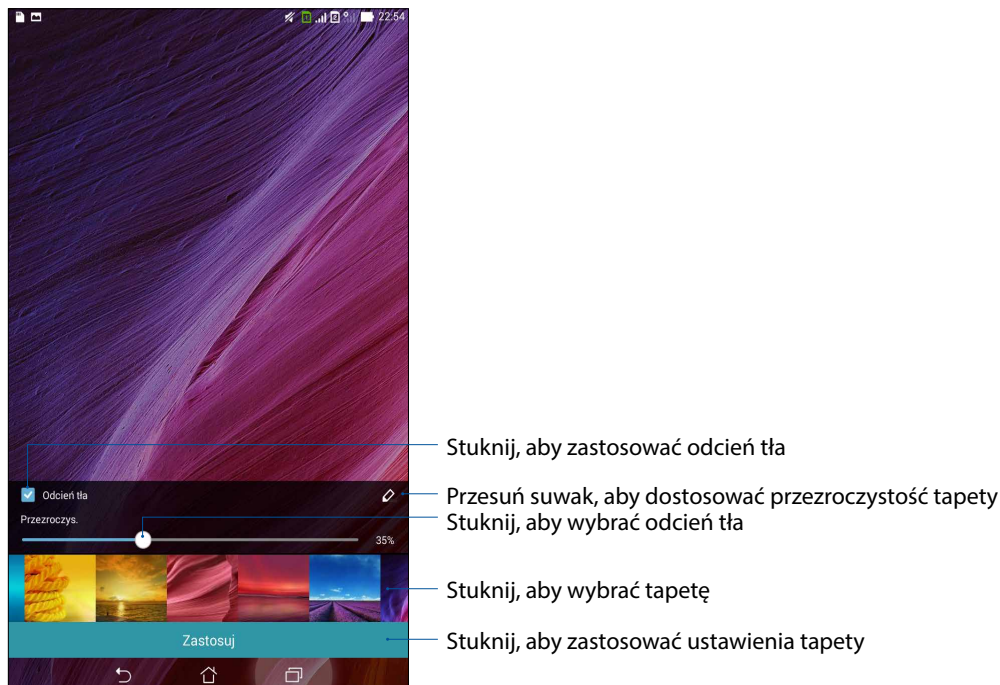 22:54
Stuknij, aby zastosować odcień tła
Odcień tła
Przesuń suwak, aby dostosować przezroczystość tapety
Przezroczys.
Stuknij, aby wybrać odcień tła
35%
Stuknij, aby wybrać tapetę
Zastosuj
Stuknij, aby zastosować ustawienia tapety